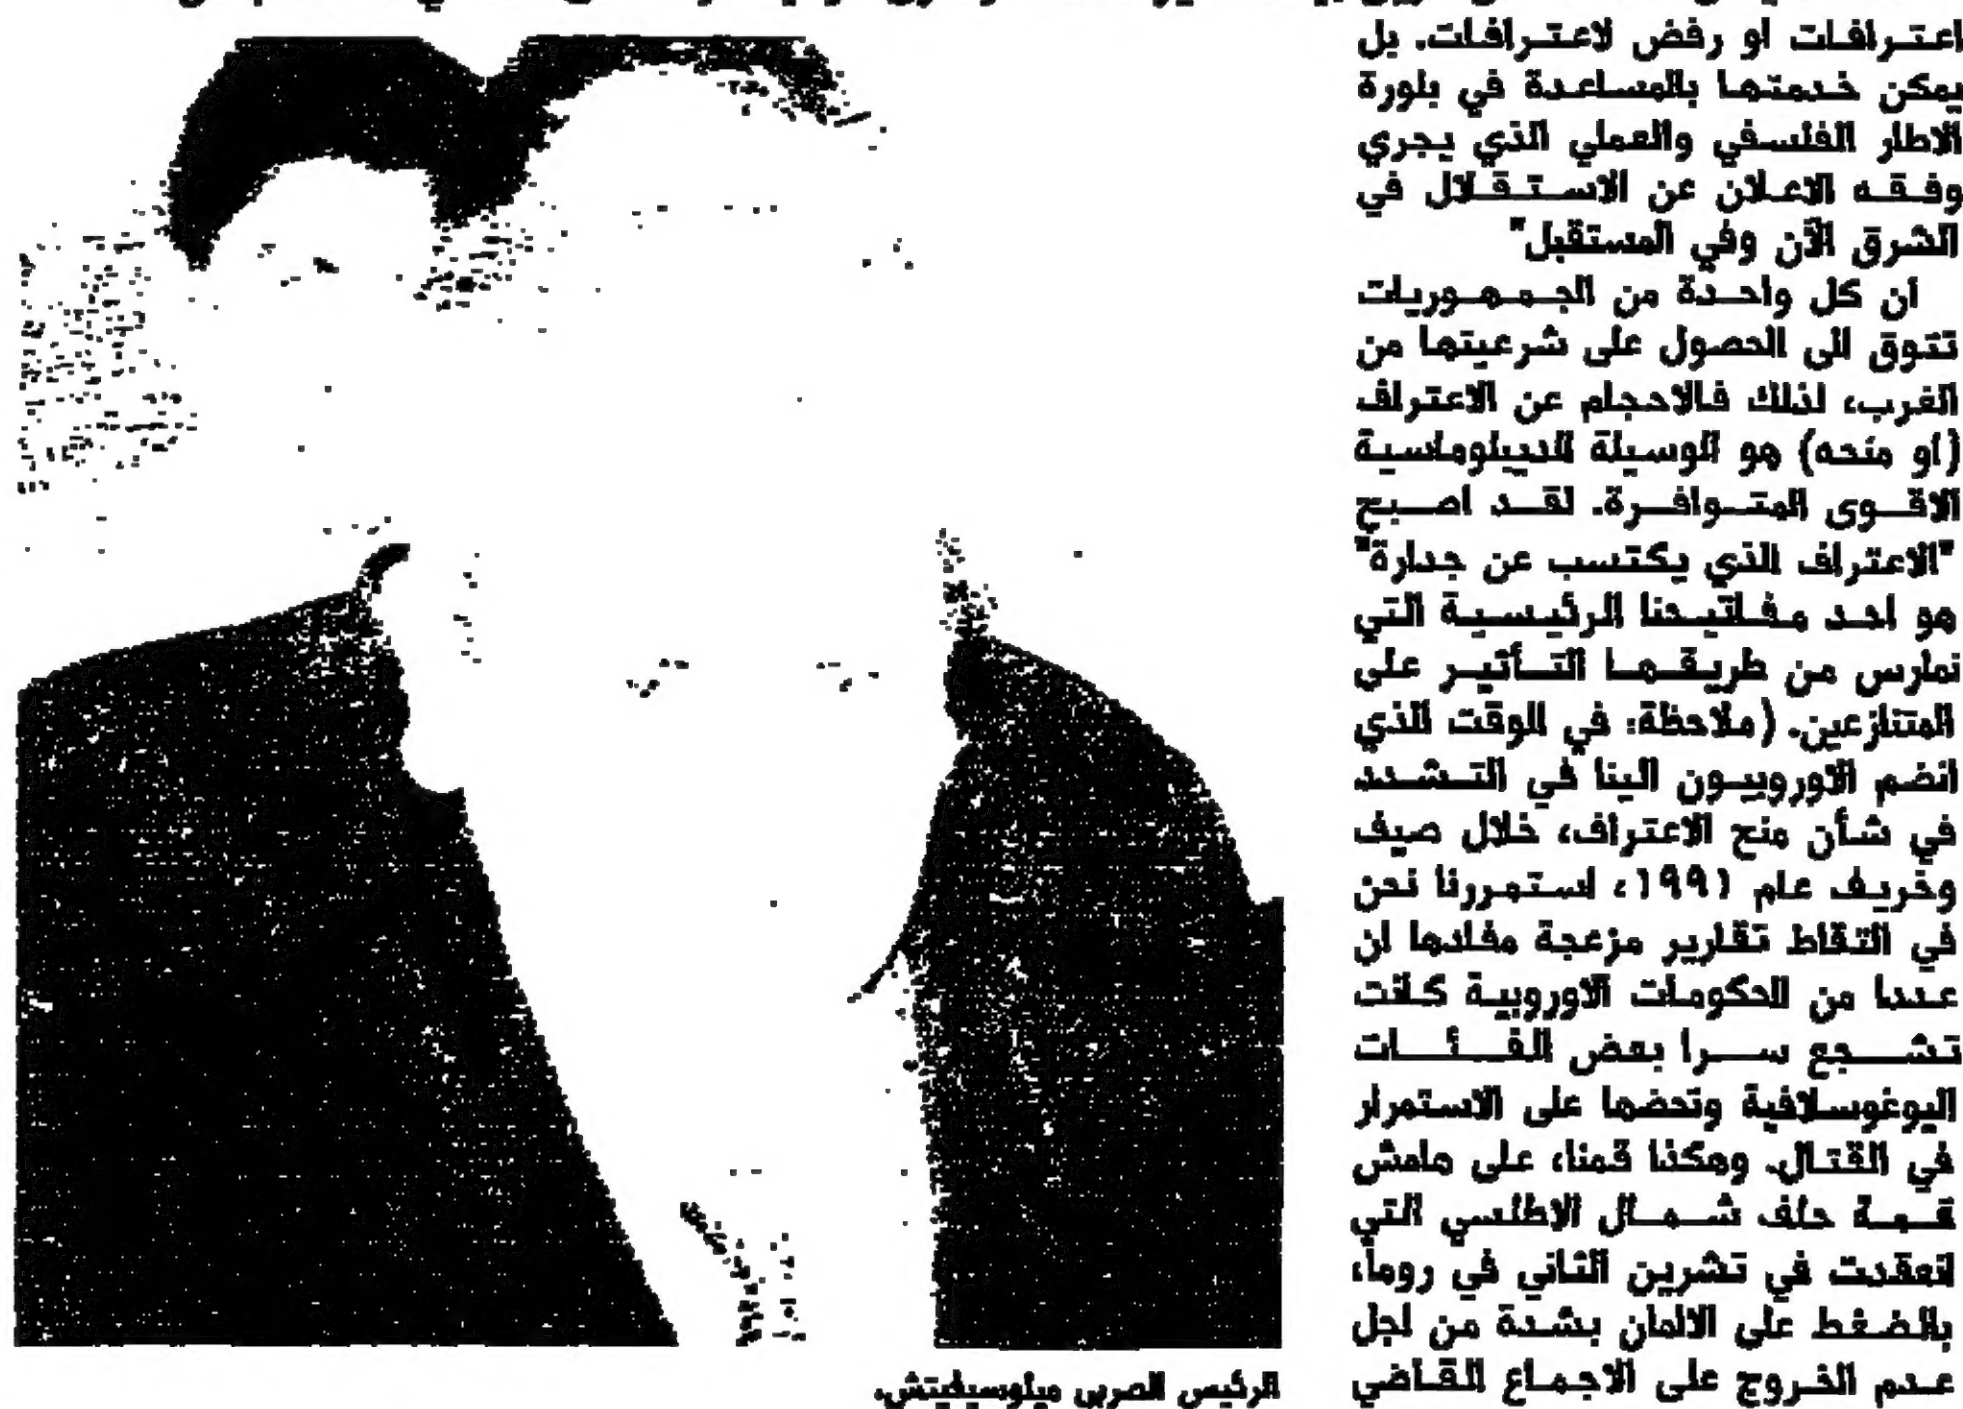 اعترافات او رفض لاعترافات. بل
يمكن خدمتها بالمساعدة في بلورة
الاطار الفلسفي والعملي الذي يجري
وفقه الاعلان عن الاستقلال في
الشرق الآن وفي المستقبل"
ان كل واحدة من الجمهوريات
تتوق الى الحصول على شرعيتها من
الغرب، لذلك فالاحجام عن الاعتراف
(او منحه) هو الوسيلة الديبلوماسية
الاقوى المتوافرة. لقد اصبح
"الاعتراف الذي يكتسب عن جدارة"
هو احد مفاتيحنا الرئيسية التي
نمارس من طريقها التأثير على
المتنازعين. (ملاحظة: في الوقت الذي
انضم الاوروبيون الينا في التشدد
في شأن منح الاعتراف، خلال صيف
وخريف عام ١٩٩١، استمررنا نحن
في التقاط تقارير مزعجة مفادها ان
عددا من الحكومات الاوروبية كانت
تشجع سرا بعض الفئات
اليوغوسلافية وتحضها على الاستمرار
في القتال. وهكذا قمنا، على هامش
قمة حلف شمال الاطلسي التي
انعقدت في تشرين الثاني في روما،
بالضغط على الالمان بشدة من اجل
عدم الخروج على الاجماع القاضي
الرئيس الصربي ميلوسيفيتش.